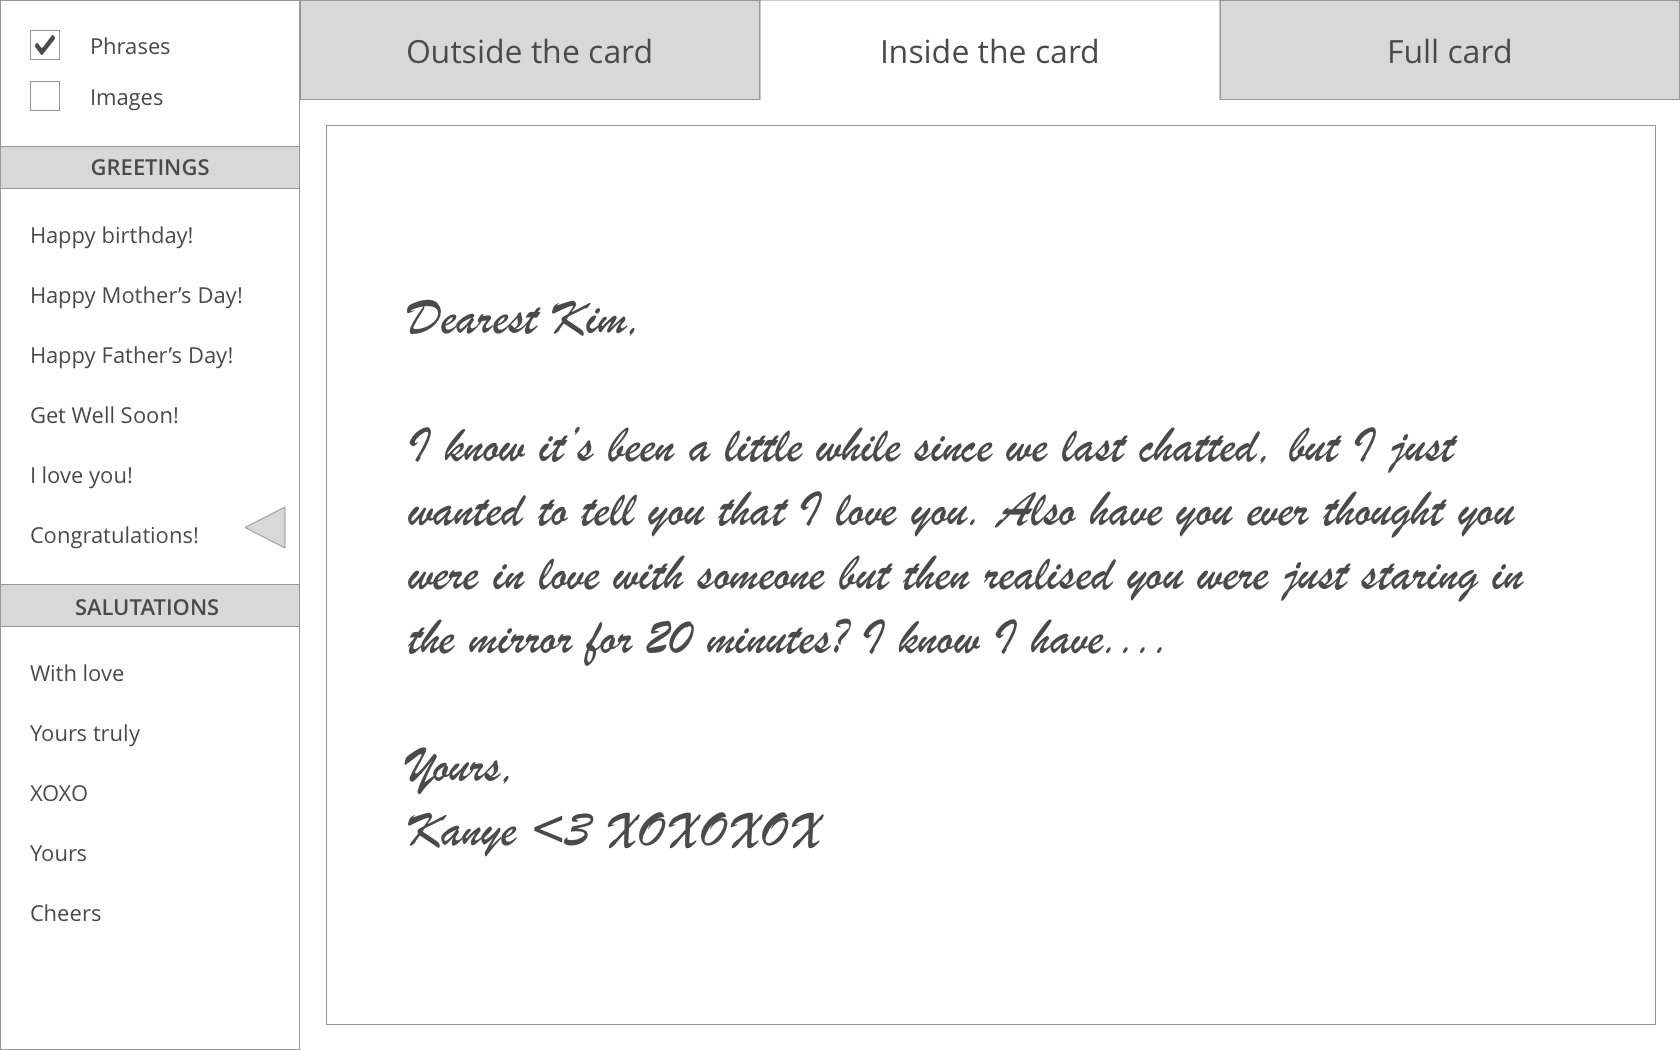 Phrases
Images
GREETINGS
Happy birthday!
Happy Mother’s Day!
Happy Father’s Day!
Get Well Soon!
I love you!
Congratulations!
SALUTATIONS
With love
Yours truly
XOXO
Yours
Cheers
Outside the card
Inside the card
Full card
Dearest Kim,
I know it’s been a little while since we last chatted, but I just
wanted to tell you that I love you. Also have you ever thought you
were in love with someone but then realised you were just staring in
the mirror for 20 minutes? I know I have....
Yours,
Kanye <3 XOXOXOX